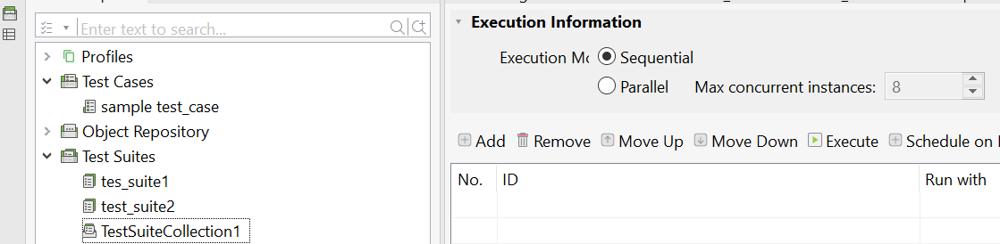 Enter text to search...
Profiles
Test Cases
sample test_case
Object Repository
Test Suites
tes_suite1
test_suite2
TestSuiteCollection1
Execution Information
Execution Mo
Sequential
Parallel Max concurrent instances: 8
Add Remove Move Up Move Down Execute Schedule on
No. ID Run with